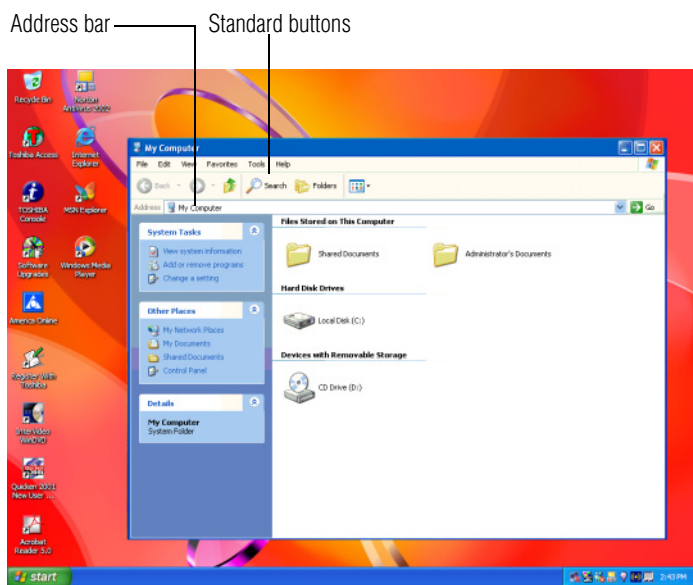 Address bar
Standard buttons
Recycle Bin
Norton
Antivirus 2002
Toshiba Access
Internet
Explorer
TOSHIBA
Console
MSN Explorer
Software
Upgrades
Windows Media
Player
America Online
Register With
Toshiba
InterVideo
WinDVD
Quicken 2001
New User ...
Acrobat
Reader 5.0
My Computer
File Edit View Favorites Tools Help
Back Search Folders
Address My Computer Go
System Tasks
View system information
Add or remove programs
Change a setting
Other Places
My Network Places
My Documents
Shared Documents
Control Panel
Details
My Computer
System Folder
Files Stored on This Computer
Shared Documents
Administrator's Documents
Hard Disk Drives
Local Disk (C:)
Devices with Removable Storage
CD Drive (D:)
start
2:43 PM